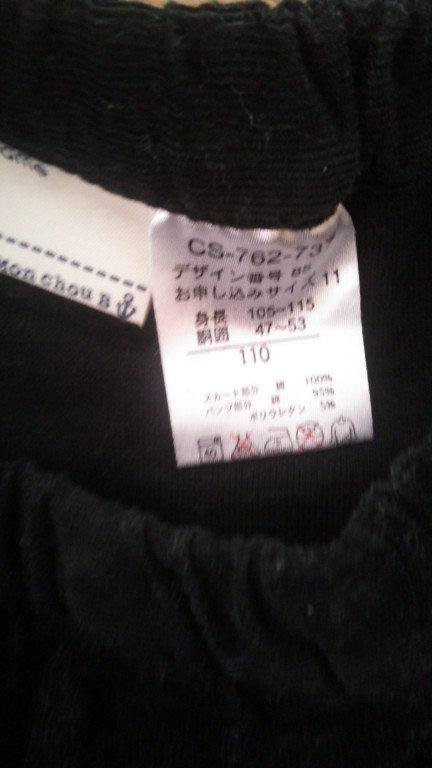 mon chou B
CS-762-737
デザイン番号 85
お申し込みサイズ 11
身長 105~115
胴囲 47~53
110
スカート部分 綿 100%
パンツ部分 綿 95%
ポリウレタン 5%
40